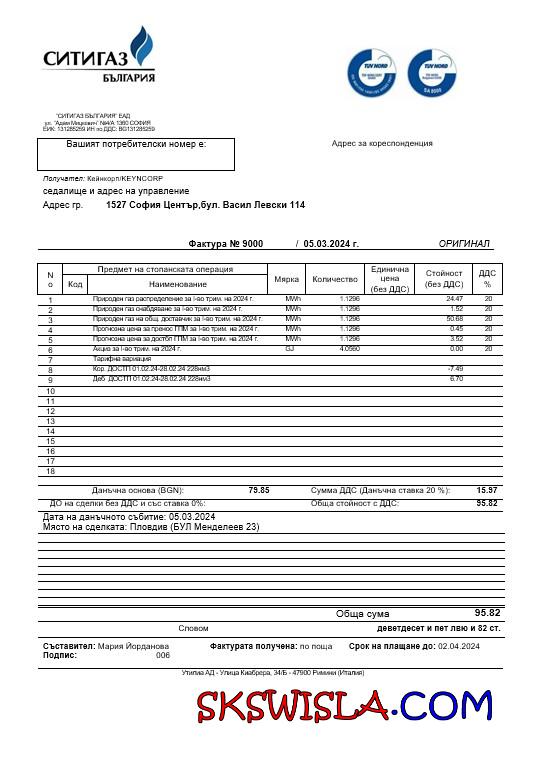 СИТИГАЗ
БЪЛГАРИЯ
TUV NORD
TUV NORD
SA 8000
"СИТИГАЗ БЪЛГАРИЯ" ЕАД
ул. "Адам Мицкевич" №4/А 1360 СОФИЯ
ЕИК: 131285259 ИН по ДДС: BG131285259
Вашият потребителски номер е:
Адрес за кореспонденция
Получател: Кейнкорп/KEYNCORP
седалище и адрес на управление
Адрес гр. 1527 София Център,бул. Васил Левски 114
Фактура № 9000 / 05.03.2024 г. ОРИГИНАЛ
No Предмет на стопанската операция Мярка Количество Единична цена (без ДДС) Стойност (без ДДС) ДДС %
Код Наименование
1 Природен газ разпределение за I-во трим. на 2024 г. MWh 1.1296 24.47 20
2 Природен газ снабдяване за I-во трим. на 2024 г. MWh 1.1296 1.52 20
3 Природен газ на общ. доставчик за I-во трим. на 2024 г. MWh 1.1296 50.68 20
4 Прогнозна цена за пренос ГПМ за I-во трим. на 2024 г. MWh 1.1296 0.45 20
5 Прогнозна цена за достъп ГПМ за I-во трим. на 2024 г. MWh 1.1296 3.52 20
6 Акциз за I-во трим. на 2024 г. GJ 4.0560 0.00 20
7 Тарифна вариация
8 Кор. ДОСТП 01.02.24-28.02.24 228нм3 -7.49
9 Деб. ДОСТП 01.02.24-28.02.24 228нм3 6.70
10
11
12
13
14
15
16
17
18
Данъчна основа (BGN): 79.85 Сумма ДДС (Данъчна ставка 20 %): 15.97
ДО на сделки без ДДС и със ставка 0%: Обща стойност с ДДС: 95.82
Дата на данъчното събитие: 05.03.2024
Място на сделката: Пловдив (БУЛ Менделеев 23)
Обща сума 95.82
Словом деветдесет и пет лвю и 82 ст.
Съставител: Мария Йорданова Фактурата получена: по поща Срок на плащане до: 02.04.2024
Подпис: 006
Утилиа АД - Улица Киабрера, 34/Б - 47900 Римини (Италия)
SKSWISLA.COM